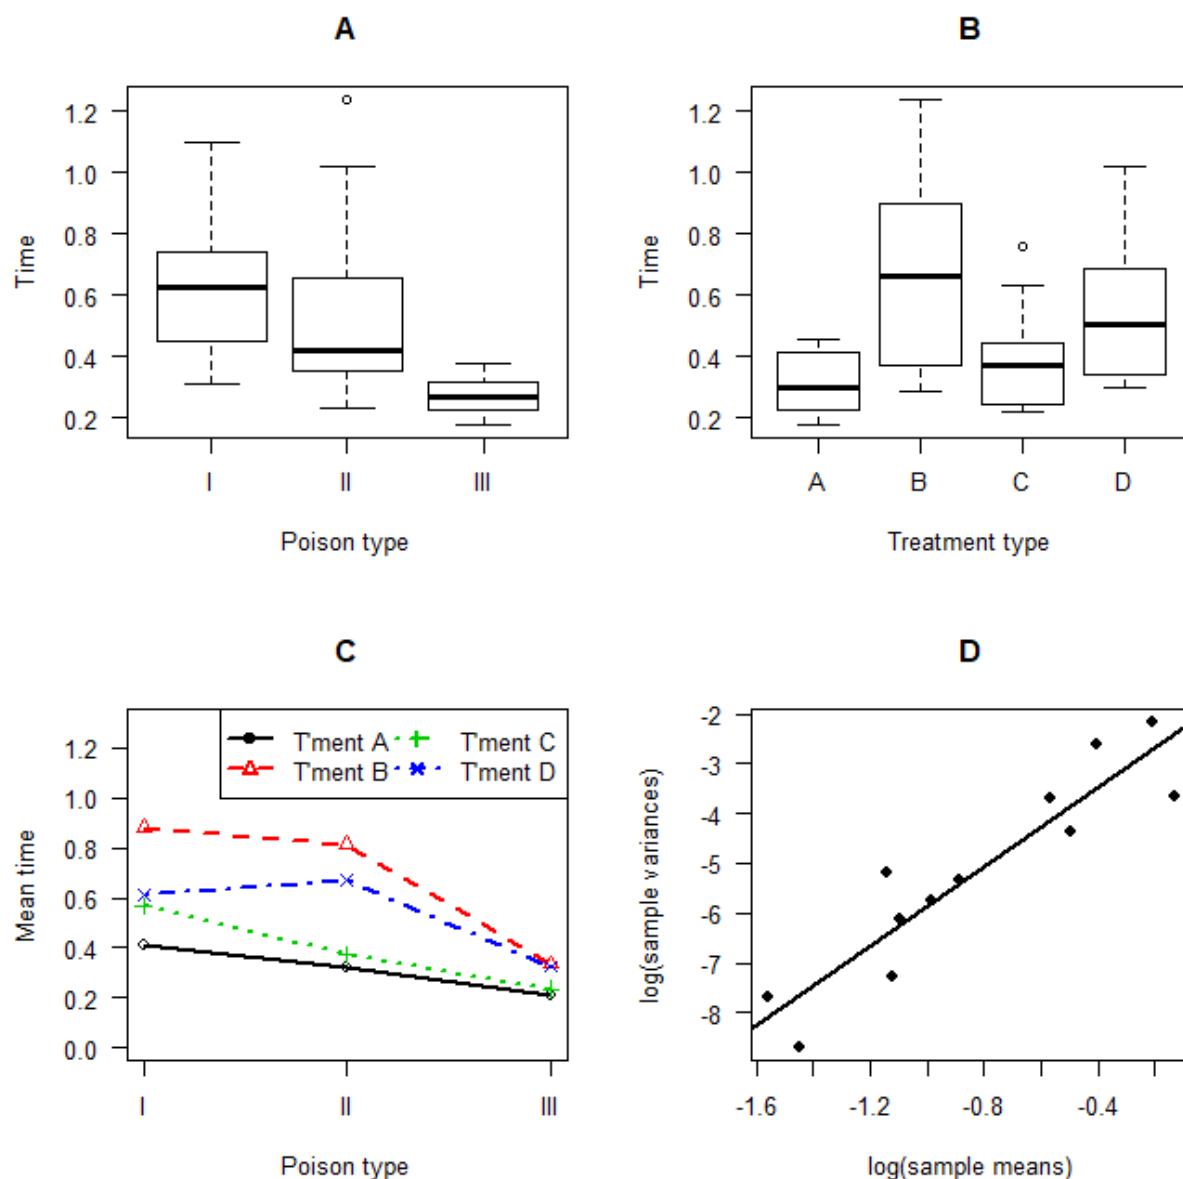 A
Time
1.2
1.0
0.8
0.6
0.4
0.2
I II III
Poison type
B
Time
1.2
1.0
0.8
0.6
0.4
0.2
A B C D
Treatment type
C
Mean time
1.2
1.0
0.8
0.6
0.4
0.2
0.0
T'ment A T'ment C
T'ment B T'ment D
I II III
Poison type
D
log(sample variances)
-2
-3
-4
-5
-6
-7
-8
-1.6 -1.2 -0.8 -0.4
log(sample means)